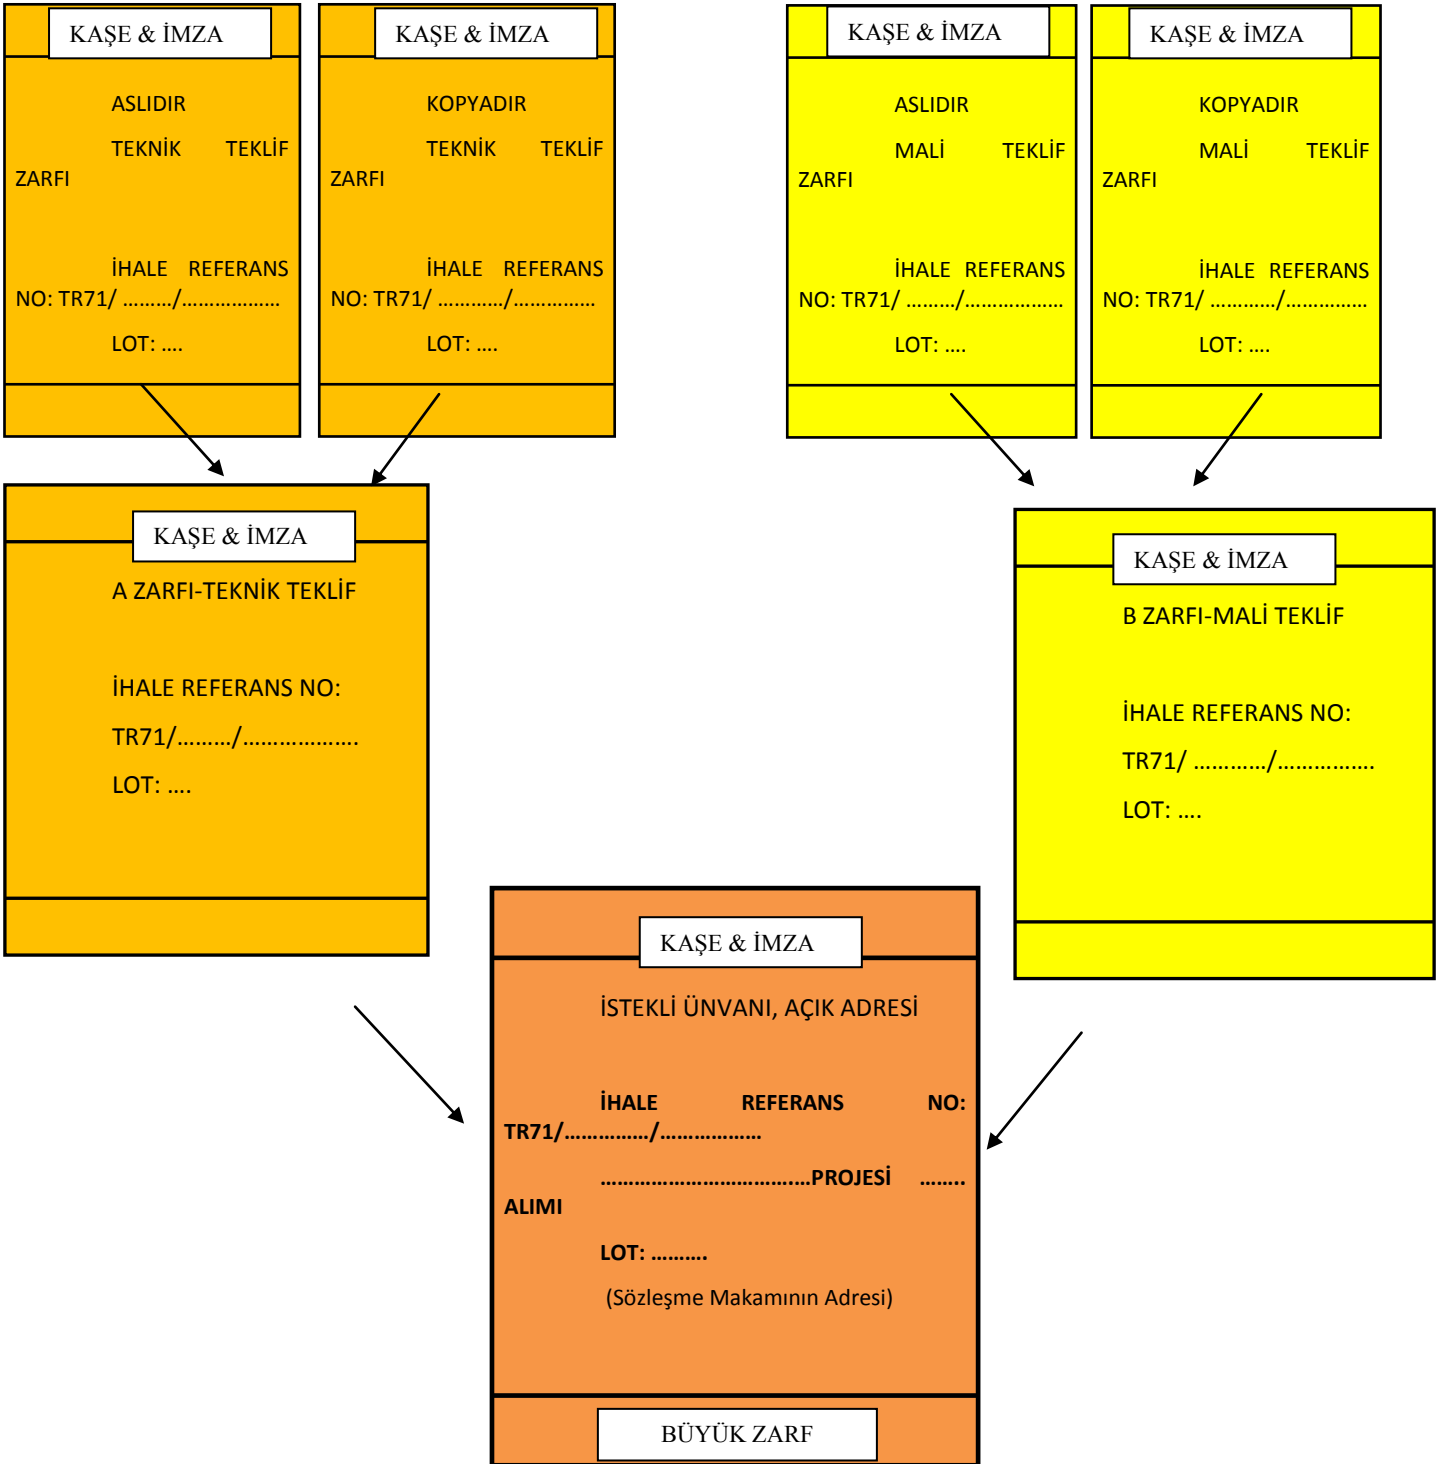 KAŞE & İMZA
ASLIDIR
TEKNİK TEKLİF
ZARFI
İHALE REFERANS
NO: TR71/ ………/………………
LOT: ….
KAŞE & İMZA
KOPYADIR
TEKNİK TEKLİF
ZARFI
İHALE REFERANS
NO: TR71/ …………/……………
LOT: ….
KAŞE & İMZA
ASLIDIR
MALİ TEKLİF
ZARFI
İHALE REFERANS
NO: TR71/ ………/………………
LOT: ….
KAŞE & İMZA
KOPYADIR
MALİ TEKLİF
ZARFI
İHALE REFERANS
NO: TR71/ …………/……………
LOT: ….
KAŞE & İMZA
A ZARFI-TEKNİK TEKLİF
İHALE REFERANS NO:
TR71/………/……………….
LOT: ….
KAŞE & İMZA
B ZARFI-MALİ TEKLİF
İHALE REFERANS NO:
TR71/ …………/…………….
LOT: ….
KAŞE & İMZA
İSTEKLİ ÜNVANI, AÇIK ADRESİ
İHALE REFERANS NO:
TR71/……………/………………
………………………………PROJESİ ……..
ALIMI
LOT: ……….
(Sözleşme Makamının Adresi)
BÜYÜK ZARF